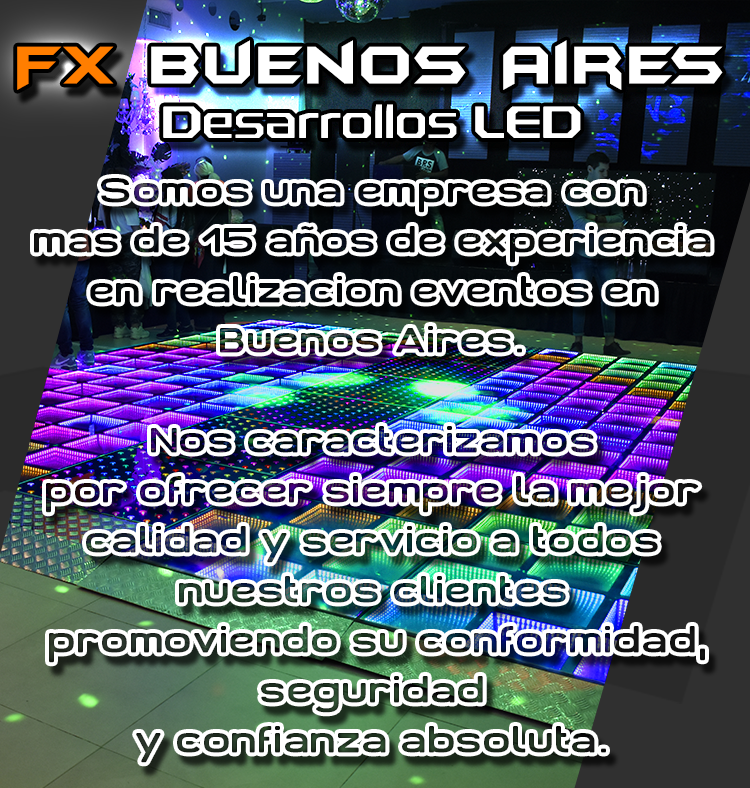 FX BUENOS AIRES
Desarrollos LED
Somos una empresa con
mas de 15 años de experiencia
en realizacion eventos en
Buenos Aires.
Nos caracterizamos
por ofrecer siempre la mejor
calidad y servicio a todos
nuestros clientes
promoviendo su conformidad,
seguridad
y confianza absoluta.